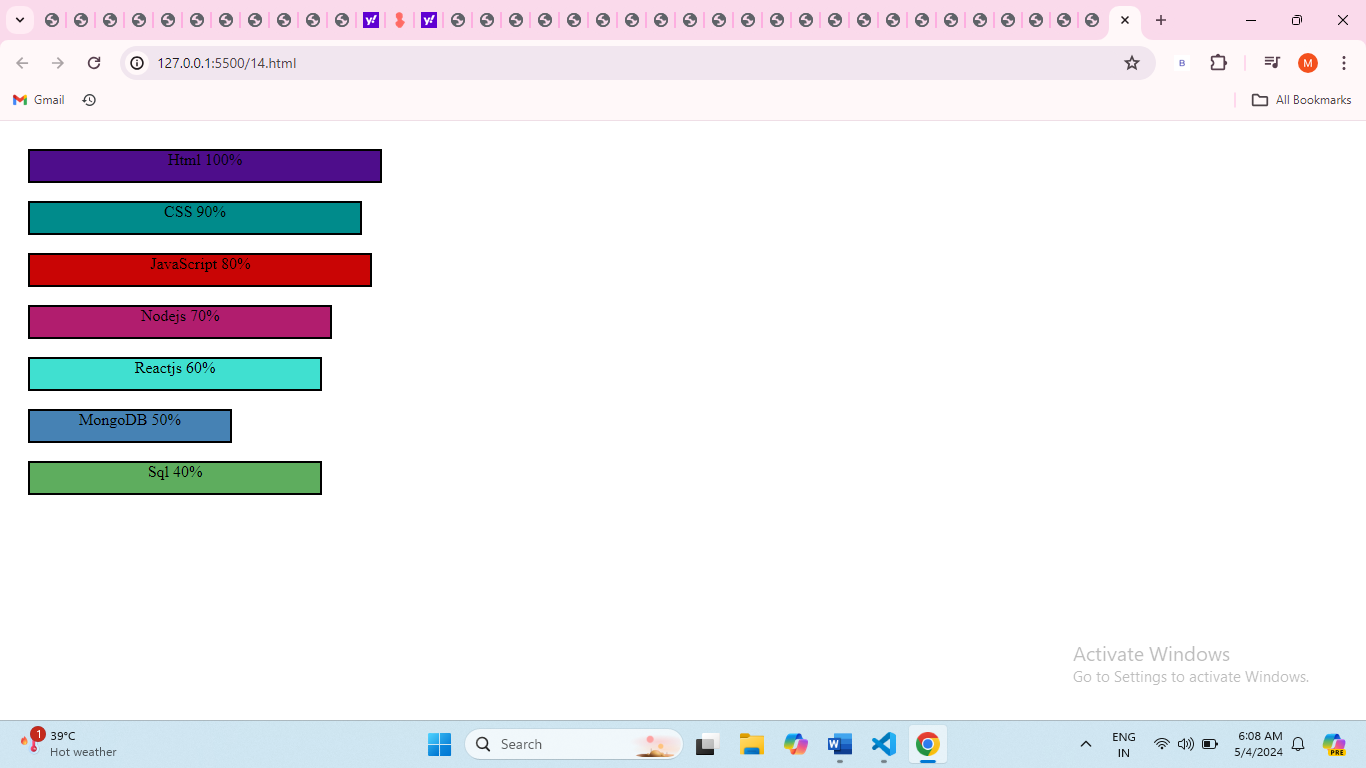 127.0.0.1:5500/14.html
B
M
Gmail
All Bookmarks
Html 100%
CSS 90%
JavaScript 80%
Nodejs 70%
Reactjs 60%
MongoDB 50%
Sql 40%
Activate Windows
Go to Settings to activate Windows.
1
39°C
Hot weather
Search
ENG
IN
6:08 AM
5/4/2024
PRE